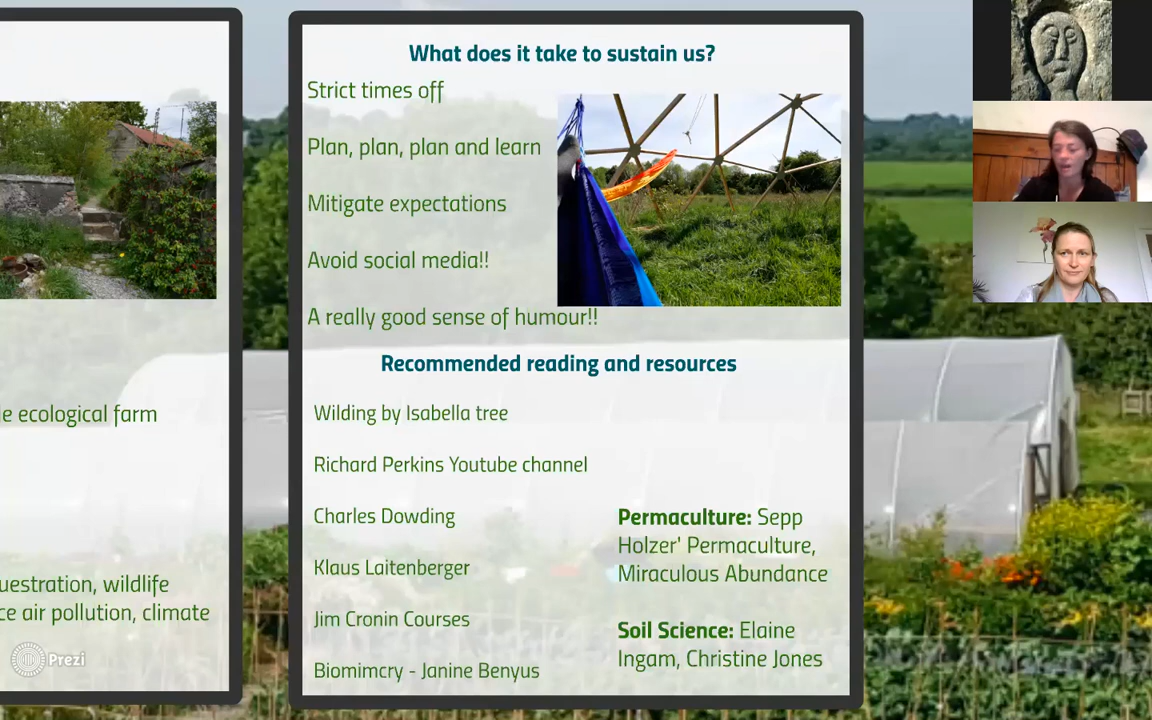 le ecological farm
uestration, wildlife
ce air pollution, climate
Prezi
What does it take to sustain us?
Strict times off
Plan, plan, plan and learn
Mitigate expectations
Avoid social media!!
A really good sense of humour!!
Recommended reading and resources
Wilding by Isabella tree
Richard Perkins Youtube channel
Charles Dowding
Klaus Laitenberger
Jim Cronin Courses
Biomimcry - Janine Benyus
Permaculture: Sepp
Holzer' Permaculture,
Miraculous Abundance
Soil Science: Elaine
Ingam, Christine Jones